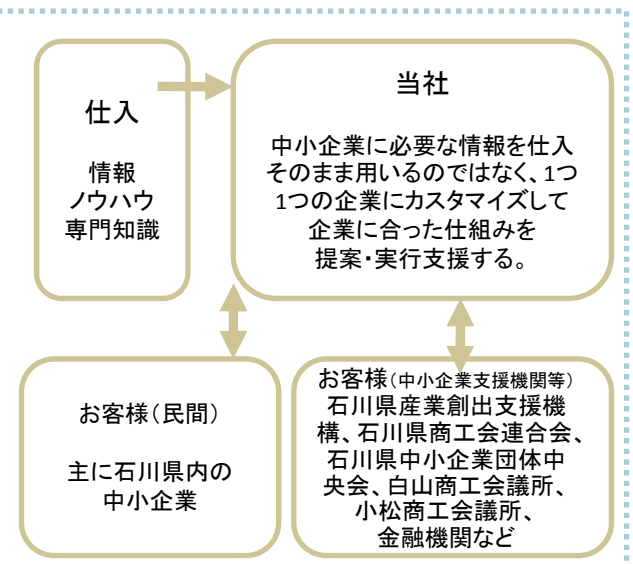 仕入
情報
ノウハウ
専門知識
当社
中小企業に必要な情報を仕入
そのまま用いるのではなく、1つ
1つの企業にカスタマイズして
企業に合った仕組みを
提案・実行支援する。
お客様（民間）
主に石川県内の
中小企業
お客様（中小企業支援機関等）
石川県産業創出支援機
構、石川県商工会連合会、
石川県中小企業団体中
央会、白山商工会議所、
小松商工会議所、
金融機関など